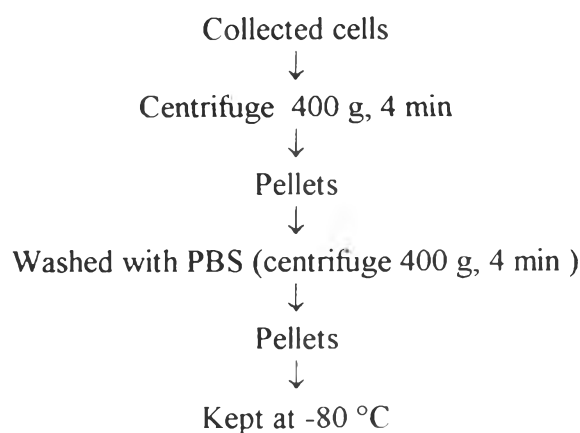 Collected cells
↓
Centrifuge 400 g, 4 min
↓
Pellets
↓
Washed with PBS (centrifuge 400 g, 4 min )
↓
Pellets
↓
Kept at -80 °C